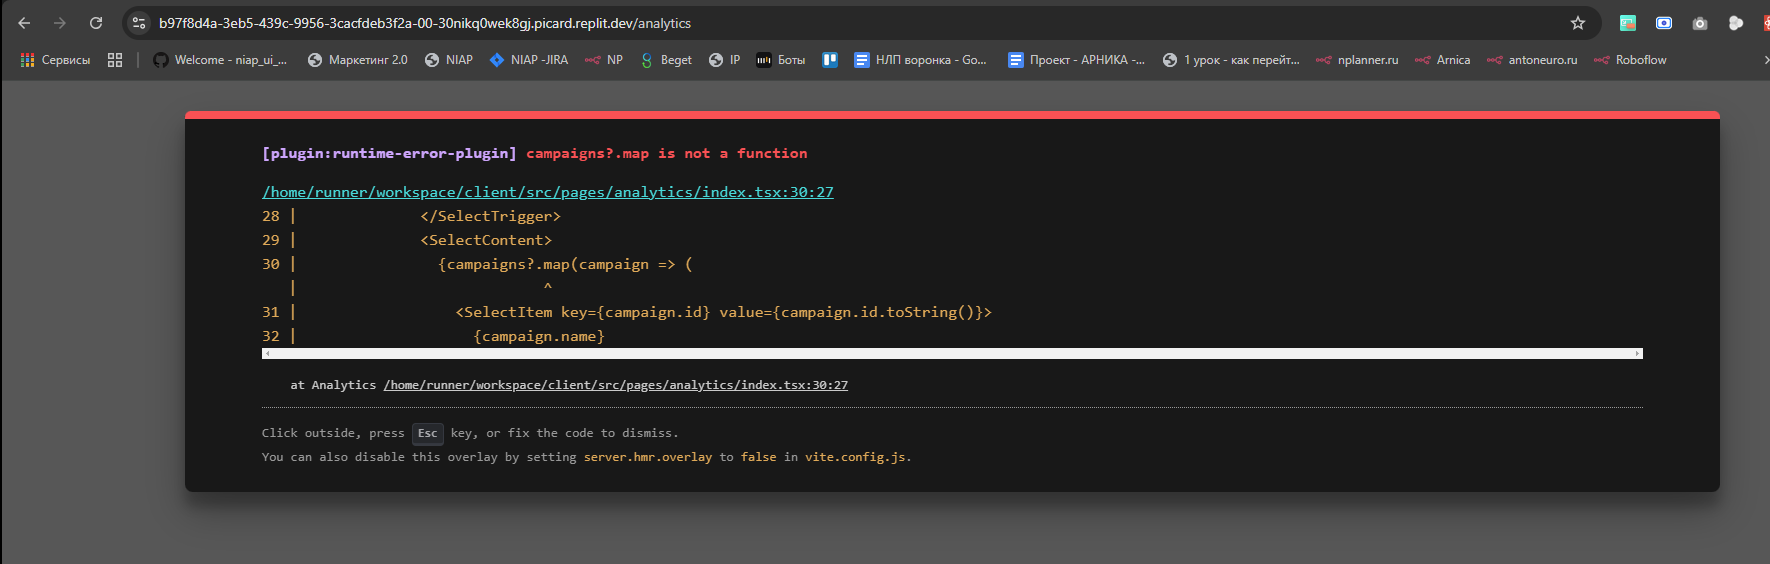 b97f8d4a-3eb5-439c-9956-3cacfdeb3f2a-00-30nikq0wek8gj.picard.replit.dev/analytics
Сервисы Welcome - niap_ui_... Маркетинг 2.0 NIAP NIAP -JIRA NP Beget IP Боты НЛП воронка - Go... Проект - АРНИКА -... 1 урок - как перейт... nplanner.ru Arnica antoneuro.ru Roboflow
[plugin:runtime-error-plugin] campaigns?.map is not a function
/home/runner/workspace/client/src/pages/analytics/index.tsx:30:27
28 | </SelectTrigger>
29 | <SelectContent>
30 | {campaigns?.map(campaign => (
| ^
31 | <SelectItem key={campaign.id} value={campaign.id.toString()}>
32 | {campaign.name}
at Analytics /home/runner/workspace/client/src/pages/analytics/index.tsx:30:27
Click outside, press Esc key, or fix the code to dismiss.
You can also disable this overlay by setting server.hmr.overlay to false in vite.config.js.